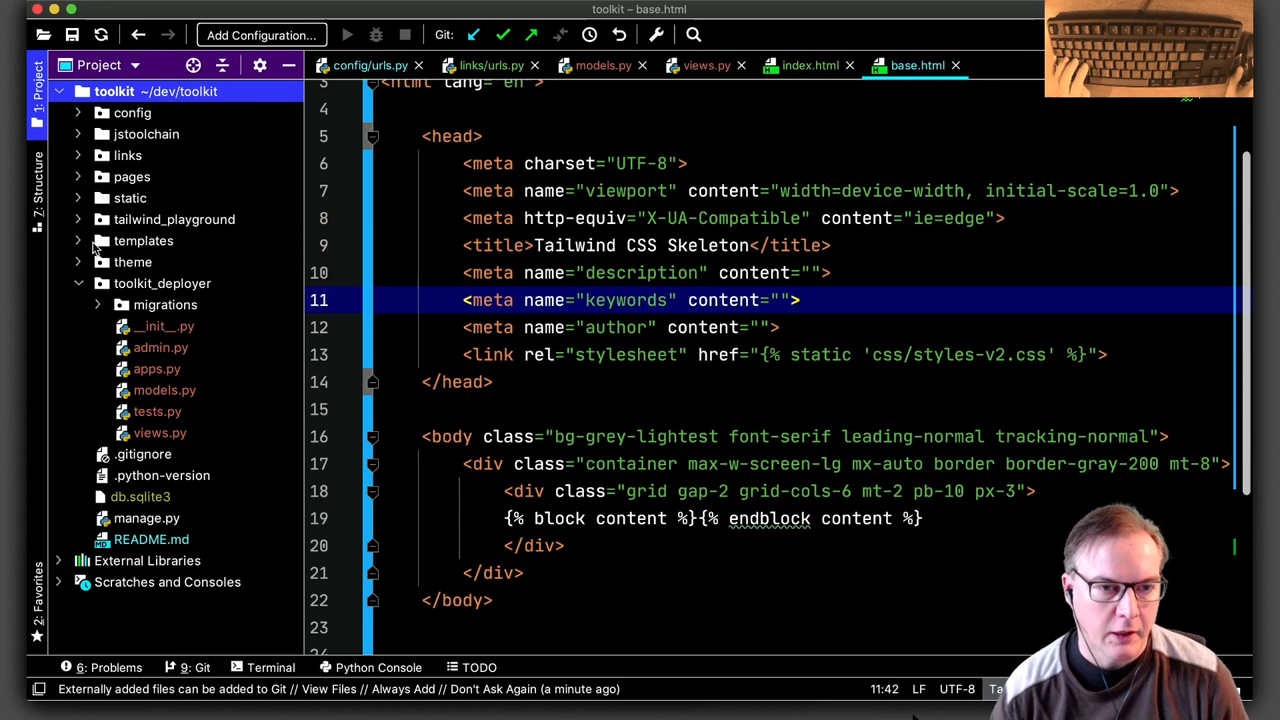 toolkit – base.html
Add Configuration...
Git:
Project
config/urls.py
links/urls.py
models.py
views.py
index.html
base.html
1: Project
7: Structure
2: Favorites
toolkit ~/dev/toolkit
config
jstoolchain
links
pages
static
tailwind_playground
templates
theme
toolkit_deployer
migrations
__init__.py
admin.py
apps.py
models.py
tests.py
views.py
.gitignore
.python-version
db.sqlite3
manage.py
README.md
External Libraries
Scratches and Consoles
3 <html lang="en"
4
5 <head>
6 <meta charset="UTF-8">
7 <meta name="viewport" content="width=device-width, initial-scale=1.0">
8 <meta http-equiv="X-UA-Compatible" content="ie=edge">
9 <title>Tailwind CSS Skeleton</title>
10 <meta name="description" content="">
11 <meta name="keywords" content="">
12 <meta name="author" content="">
13 <link rel="stylesheet" href="{% static 'css/styles-v2.css' %}">
14 </head>
15
16 <body class="bg-grey-lightest font-serif leading-normal tracking-normal">
17 <div class="container max-w-screen-lg mx-auto border border-gray-200 mt-8">
18 <div class="grid gap-2 grid-cols-6 mt-2 pb-10 px-3">
19 {% block content %}{% endblock content %}
20 </div>
21 </div>
22 </body>
23
6: Problems
9: Git
Terminal
Python Console
TODO
Externally added files can be added to Git // View Files // Always Add // Don't Ask Again (a minute ago)
11:42 LF UTF-8